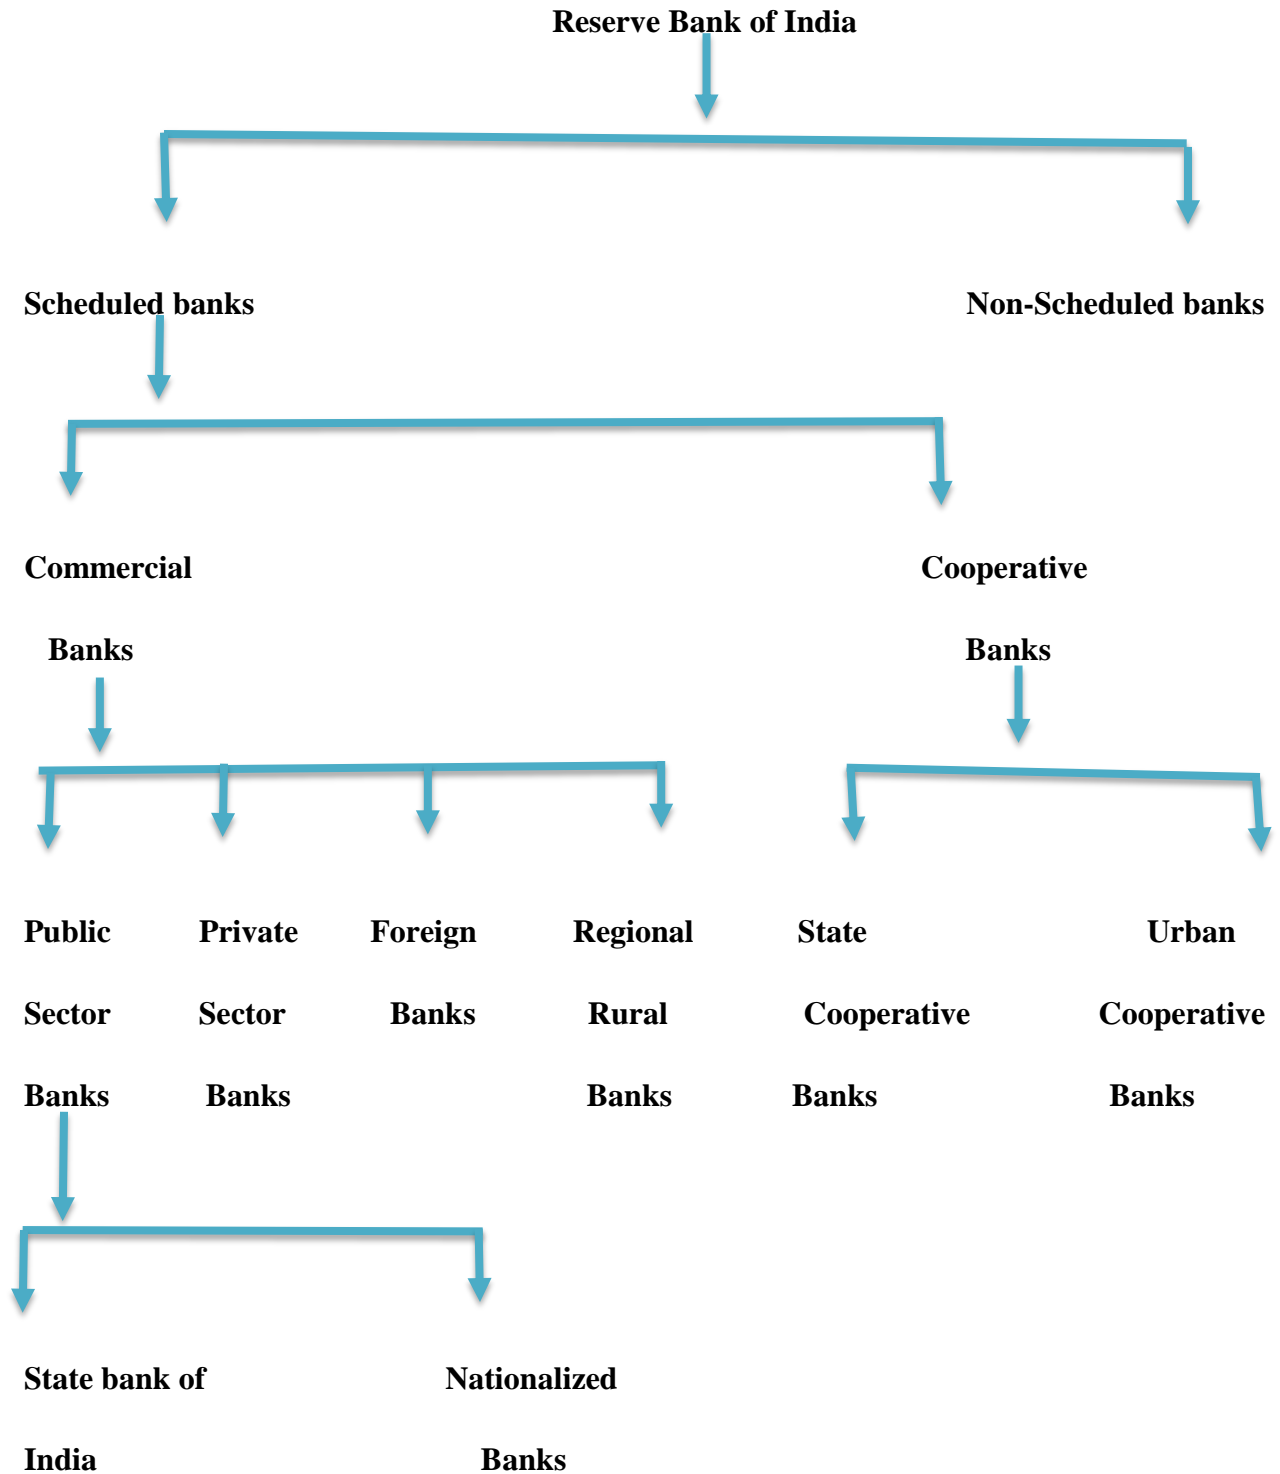 Reserve Bank of India
Scheduled banks Non-Scheduled banks
Commercial Cooperative
Banks Banks
Public Private Foreign Regional State Urban
Sector Sector Banks Rural Cooperative Cooperative
Banks Banks Banks Banks Banks
State bank of Nationalized
India Banks